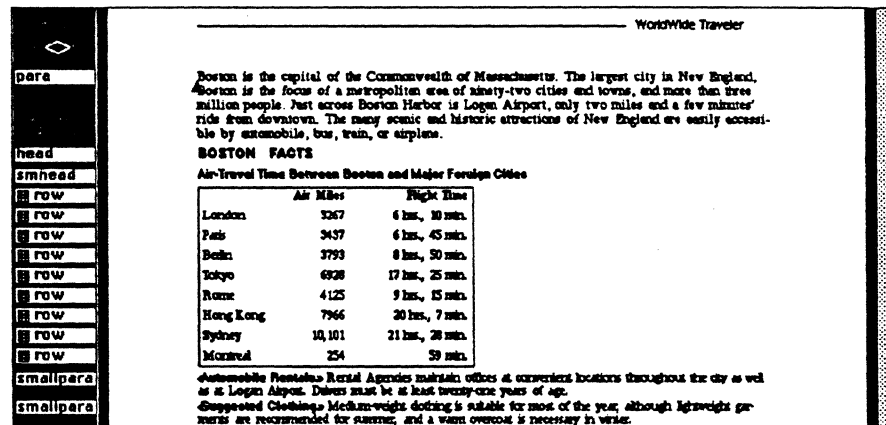 WorldWide Traveler
para
Boston is the capital of the Commonwealth of Massachusetts. The largest city in New England,
Boston is the focus of a metropolitan area of ninety-two cities and towns, and more than three
million people. Just across Boston Harbor is Logan Airport, only two miles and a few minutes'
ride from downtown. The many scenic and historic attractions of New England are easily accessi-
ble by automobile, bus, train, or airplane.
head BOSTON FACTS
smhead Air-Travel Time Between Boston and Major Foreign Cities
row Air Miles Flight Time
row London 3267 6 hrs., 10 min.
row Paris 3437 6 hrs., 45 min.
row Berlin 3793 8 hrs., 50 min.
row Tokyo 6928 17 hrs., 25 min.
row Rome 4125 9 hrs., 15 min.
row Hong Kong 7966 20 hrs., 7 min.
row Sydney 10,101 21 hrs., 28 min.
row Montreal 254 59 min.
smallpara Automobile Rentals Rental Agencies maintain offices at convenient locations throughout the city as well
as at Logan Airport. Drivers must be at least twenty-one years of age.
smallpara Suggested Clothing Medium-weight clothing is suitable for most of the year, although lightweight gar-
ments are recommended for summer, and a warm overcoat is necessary in winter.